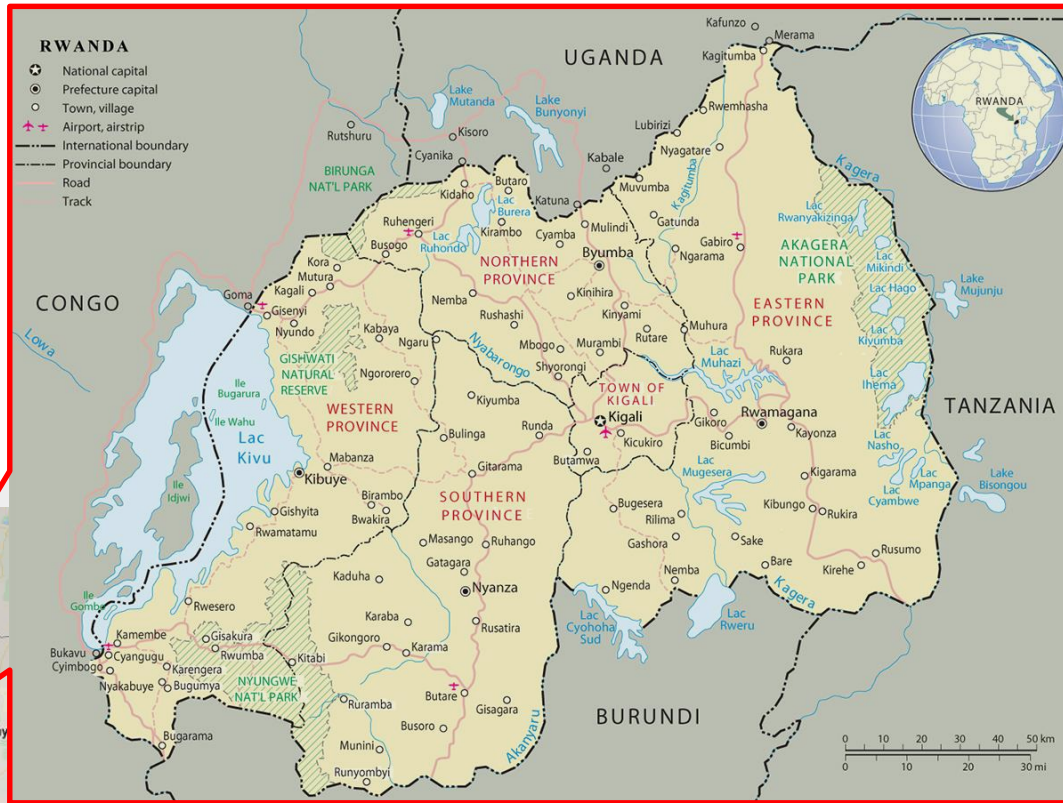 RWANDA
National capital
Prefecture capital
Town, village
Airport, airstrip
International boundary
Provincial boundary
Road
Track
UGANDA
CONGO
TANZANIA
BURUNDI
RWANDA
Kafunzo
Merama
Kagitumba
Lake
Mutanda
Lake
Bunyonyi
Rutshuru
Kisoro
Cyanika
Kabale
Katuna
BIRUNGA
NAT'L PARK
Rwemhasha
Lubirizi
Nyagatare
Kagitumba
Kagera
Muvumba
Kidaho
Butaro
Lac
Burera
Kirambo
Ruhengeri
Lac
Ruhondo
Busogo
Cyamba
Mulindi
Byumba
NORTHERN
PROVINCE
Gatunda
Ngarama
Gabiro
Lac
Rwanyakizinga
AKAGERA
NATIONAL
PARK
Lac
Mikindi
Lac Hago
Lake
Mujunju
Lac
Kivumba
Lac
Ihema
EASTERN
PROVINCE
Kora
Mutura
Kagali
Goma
Gisenyi
Nyundo
Kabaya
Ngaru
Nemba
Rushashi
Kinihira
Kinyami
Rutare
Muhura
Mbogo
Murambi
Shyorongi
Nyabarongo
Lac
Muhazi
Rukara
Lowa
GISHWATI
NATURAL
RESERVE
Ngororero
Ile
Bugarura
Ile Wahu
WESTERN
PROVINCE
Lac
Kivu
Kiyumba
Bulinga
Runda
TOWN OF
KIGALI
Kigali
Kicukiro
Butamwa
Gikoro
Bicumbi
Rwamagana
Kayonza
Lac
Nasho
Lac
Mpanga
Lac
Cyambwe
Lake
Bisongou
Ile
Idjwi
Kibuye
Mabanza
Gitarama
Lac
Mugesera
Kigarama
Kibungo
Rukira
Birambo
Bwakira
SOUTHERN
PROVINCE
Gishyita
Rwamatamu
Bugesera
Rilima
Gashora
Sake
Masango
Ruhango
Gatagara
Bare
Rusumo
Kirehe
Kaduha
Nyanza
Ngenda
Nemba
Kagera
Ile
Gombo
Rwesero
Karaba
Rusatira
Lac
Cyohoha
Sud
Lac
Rweru
Kamembe
Bukavu
Cyangugu
Cyimbogo
Gisakura
Rwumba
Karengera
Nyakabuye
Bugumya
Kitabi
Gikongoro
Karama
NYUNGWE
NAT'L PARK
Butare
Ruramba
Gisagara
Busoro
Akanyaru
Bugarama
Munini
Runyombyi
0 10 20 30 40 50 km
0 10 20 30 mi